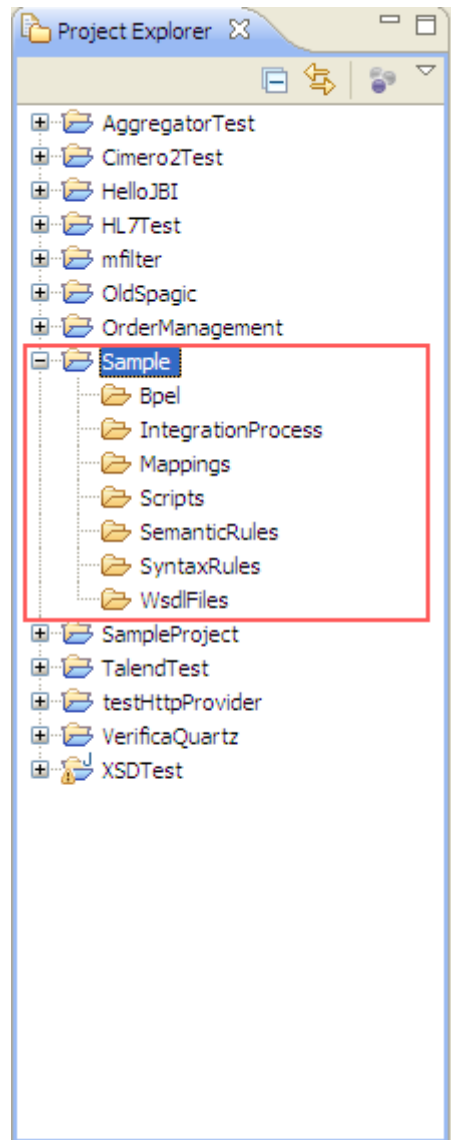 Project Explorer
AggregatorTest
Cimero2Test
HelloJBI
HL7Test
mfilter
OldSpagic
OrderManagement
Sample
Bpel
IntegrationProcess
Mappings
Scripts
SemanticRules
SyntaxRules
WsdlFiles
SampleProject
TalendTest
testHttpProvider
VerificaQuartz
XSDTest